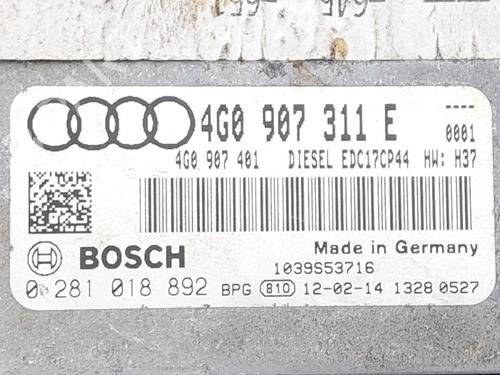 4G0 907 311 E 0001
4G0 907 401 DIESEL EDC17CP44 HW: H37
BOSCH
Made in Germany
1039S53716
0 281 018 892 BPG 810 12-02-14 1328 0527